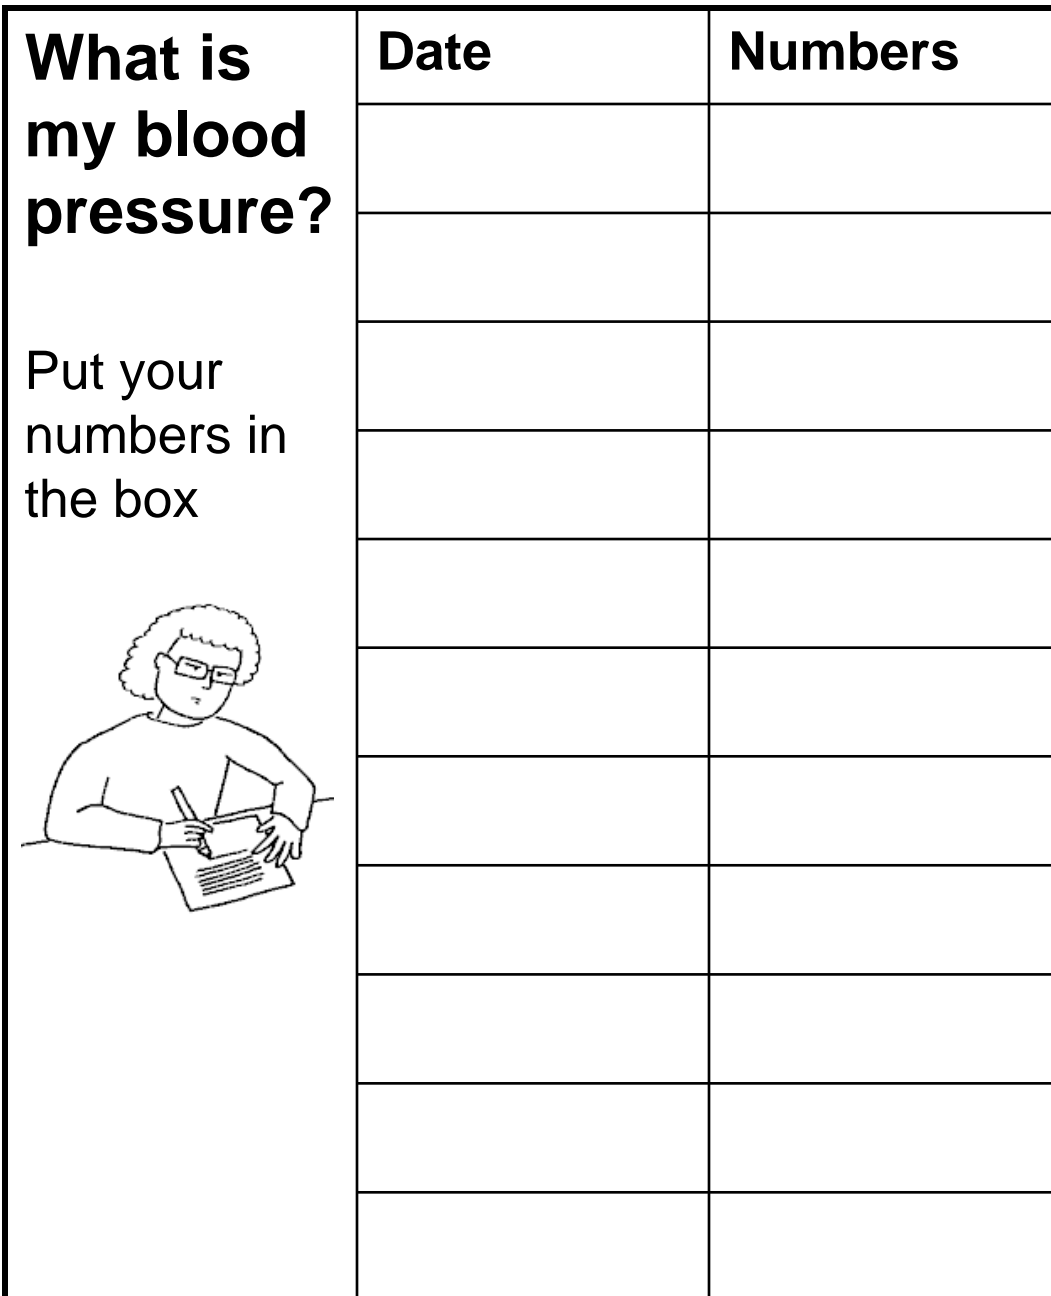 What is
my blood
pressure?
Put your
numbers in
the box
Date
Numbers